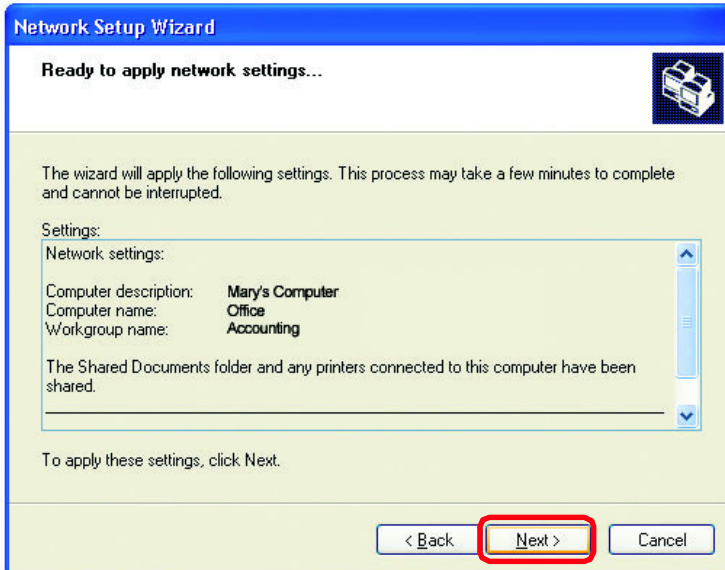 Network Setup Wizard
Ready to apply network settings...
The wizard will apply the following settings. This process may take a few minutes to complete
and cannot be interrupted.
Settings:
Network settings:
Computer description: Mary's Computer
Computer name: Office
Workgroup name: Accounting
The Shared Documents folder and any printers connected to this computer have been
shared.
To apply these settings, click Next.
< Back Next > Cancel